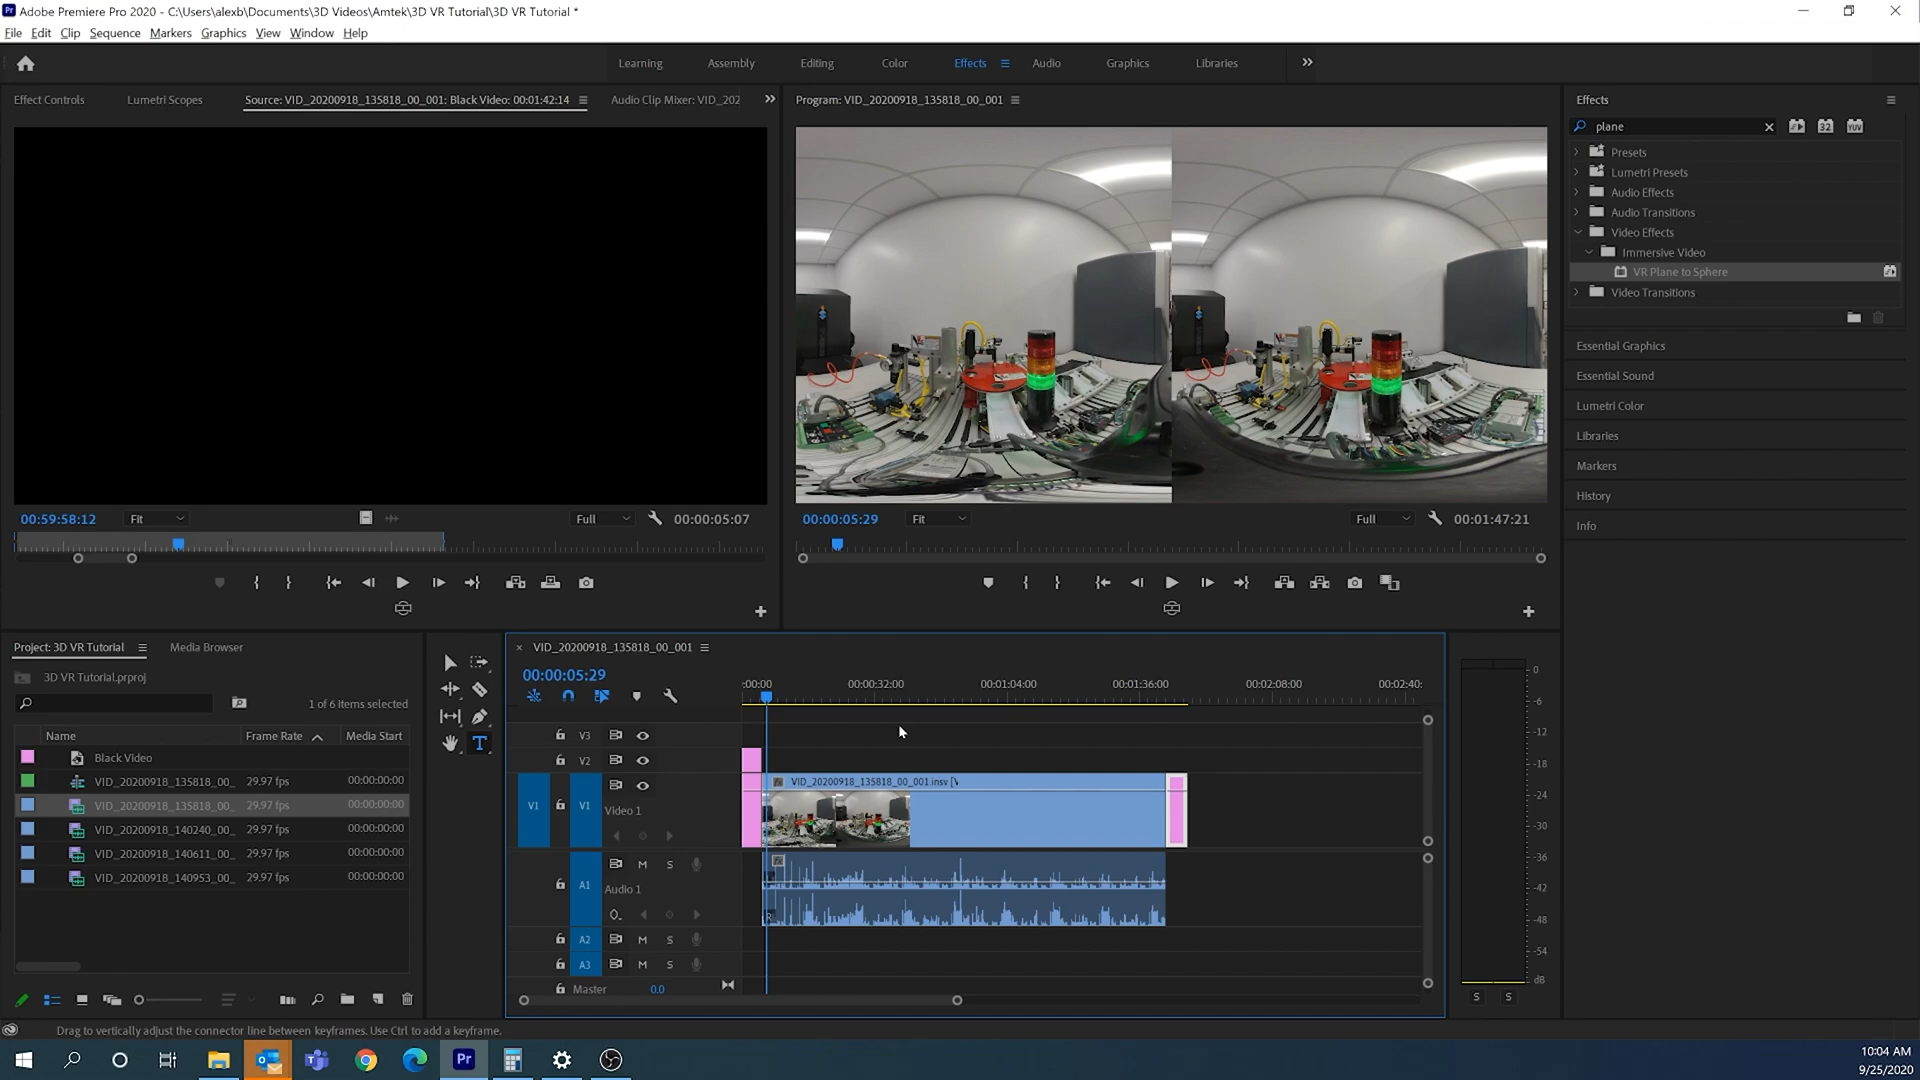 Adobe Premiere Pro 2020 - C:\Users\alexb\Documents\3D Videos\Amtek\3D VR Tutorial\3D VR Tutorial *
File Edit Clip Sequence Markers Graphics View Window Help
Learning Assembly Editing Color Effects Audio Graphics Libraries
Effect Controls Lumetri Scopes Source: VID_20200918_135818_00_001: Black Video: 00:01:42:14 Audio Clip Mixer: VID_202
Program: VID_20200918_135818_00_001
Effects
plane
32 YUV
Presets
Lumetri Presets
Audio Effects
Audio Transitions
Video Effects
Immersive Video
VR Plane to Sphere
Video Transitions
Essential Graphics
Essential Sound
Lumetri Color
Libraries
Markers
History
Info
00:59:58:12 Fit Full 00:00:05:07
00:00:05:29 Fit Full 00:01:47:21
Project: 3D VR Tutorial Media Browser
3D VR Tutorial.prproj
1 of 6 items selected
Name Frame Rate Media Start
Black Video
VID_20200918_135818_00_ 29.97 fps 00:00:00:00
VID_20200918_135818_00_ 29.97 fps 00:00:00:00
VID_20200918_140240_00_ 29.97 fps 00:00:00:00
VID_20200918_140611_00_ 29.97 fps 00:00:00:00
VID_20200918_140953_00_ 29.97 fps 00:00:00:00
T
× VID_20200918_135818_00_001
00:00:05:29
:00:00 00:00:32:00 00:01:04:00 00:01:36:00 00:02:08:00 00:02:40:
V3
V2
V1 V1 Video 1
VID_20200918_135818_00_001.insv [V
A1 M S Audio 1
R
A2 M S
A3 M S
Master 0.0
0
-6
-12
-18
-24
-30
-36
-42
-48
-54
dB
S S
Drag to vertically adjust the connector line between keyframes. Use Ctrl to add a keyframe.
Pr
10:04 AM
9/25/2020